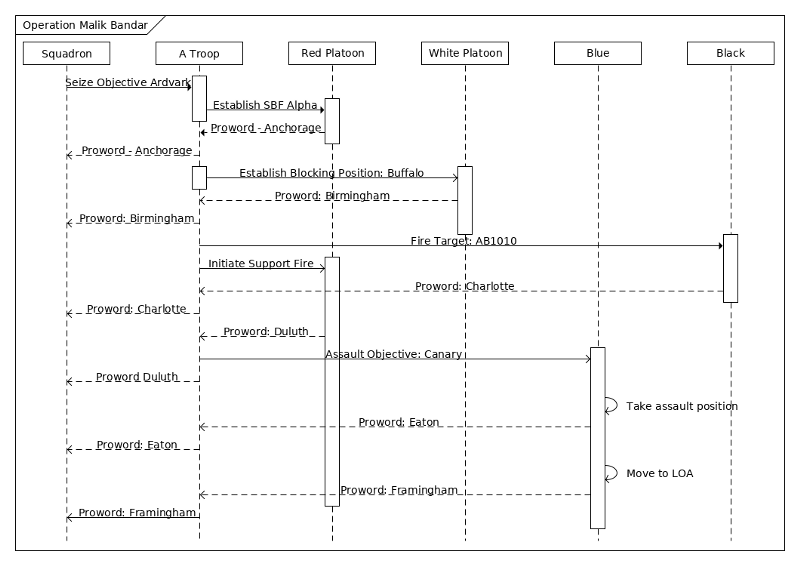 Operation Malik Bandar
Squadron
A Troop
Red Platoon
White Platoon
Blue
Black
Seize Objective Ardvark
Establish SBF Alpha
Proword - Anchorage
Proword - Anchorage
Establish Blocking Position: Buffalo
Proword: Birmingham
Proword: Birmingham
Fire Target: AB1010
Initiate Support Fire
Proword: Charlotte
Proword: Charlotte
Proword: Duluth
Assault Objective: Canary
Proword Duluth
Take assault position
Proword: Eaton
Proword: Eaton
Move to LOA
Proword: Framingham
Proword: Framingham